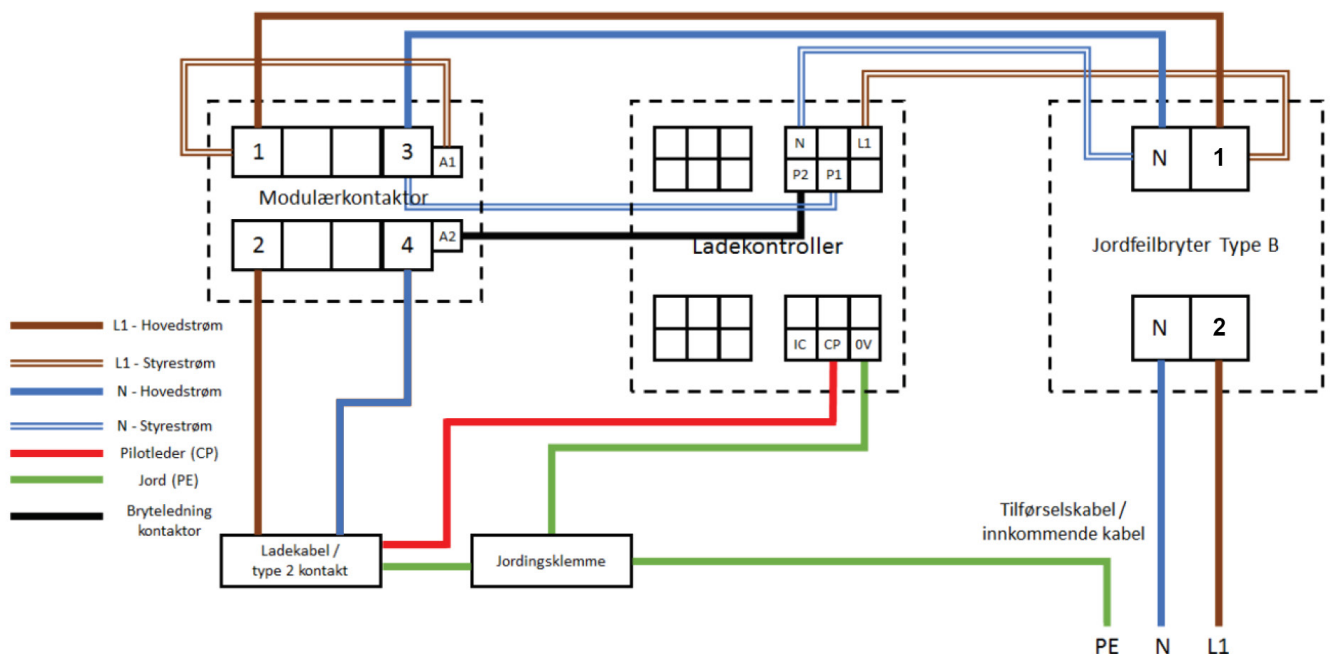 1
3
A1
Modulærkontaktor
2
4
A2
N
L1
P2
P1
Ladekontroller
IC
CP
0V
N
1
Jordfeilbryter Type B
N
2
L1 - Hovedstrøm
L1 - Styrestrøm
N - Hovedstrøm
N - Styrestrøm
Pilotleder (CP)
Jord (PE)
Bryteledning
kontaktor
Ladekabel /
type 2 kontakt
Jordingsklemme
Tilførselskabel /
innkommende kabel
PE
N
L1